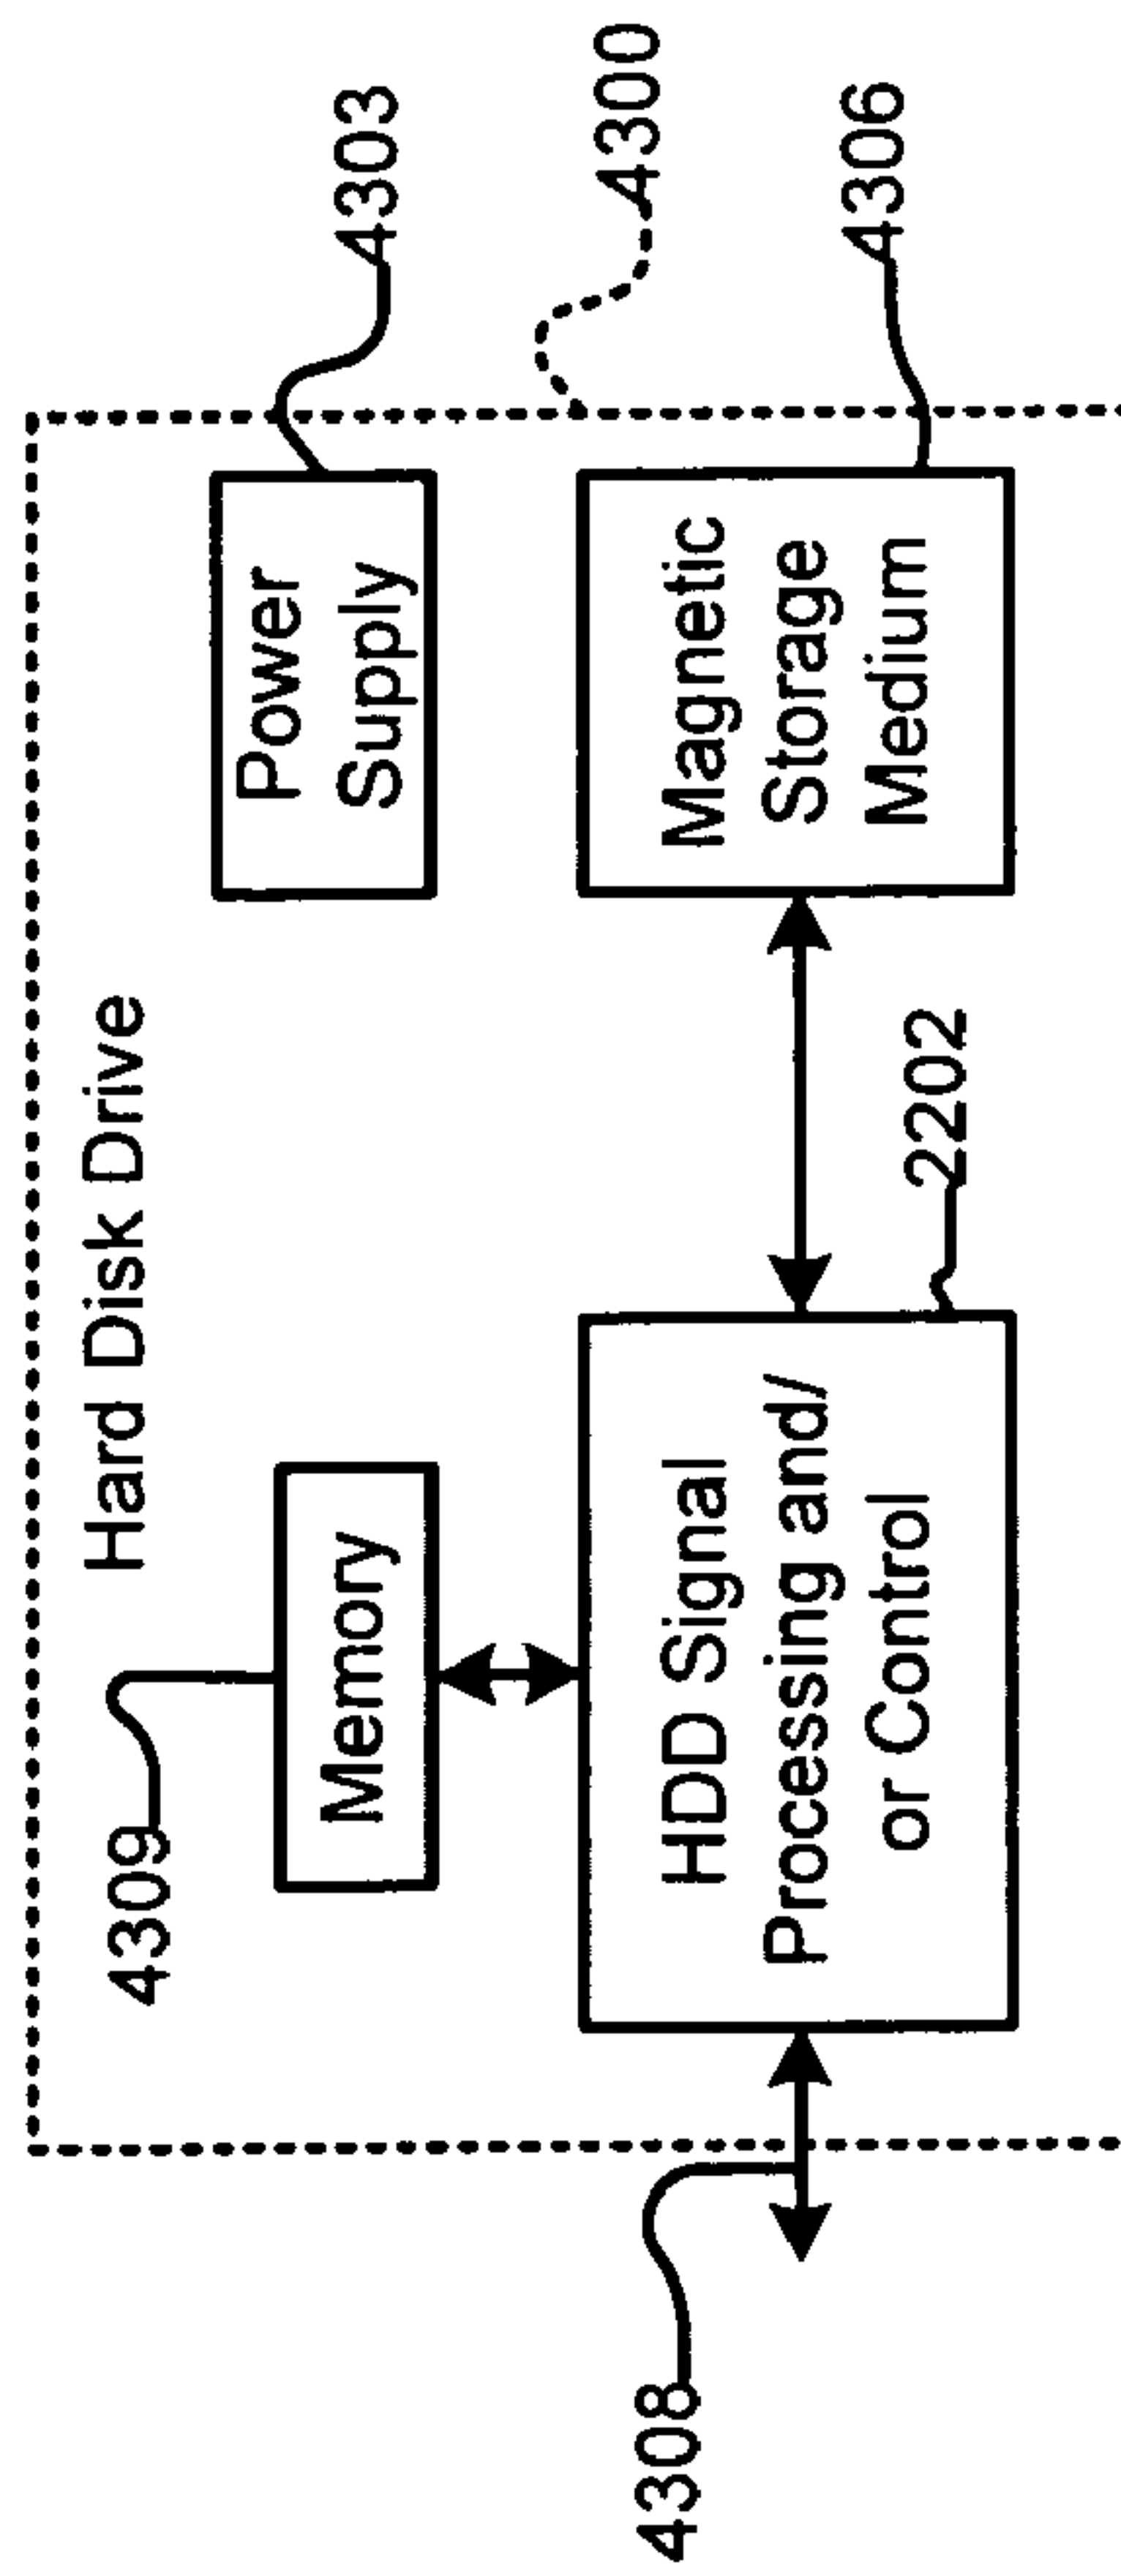 Hard Disk Drive
4309
Memory
Power
Supply
4303
4300
4308
HDD Signal
Processing and/
or Control
2202
Magnetic
Storage
Medium
4306